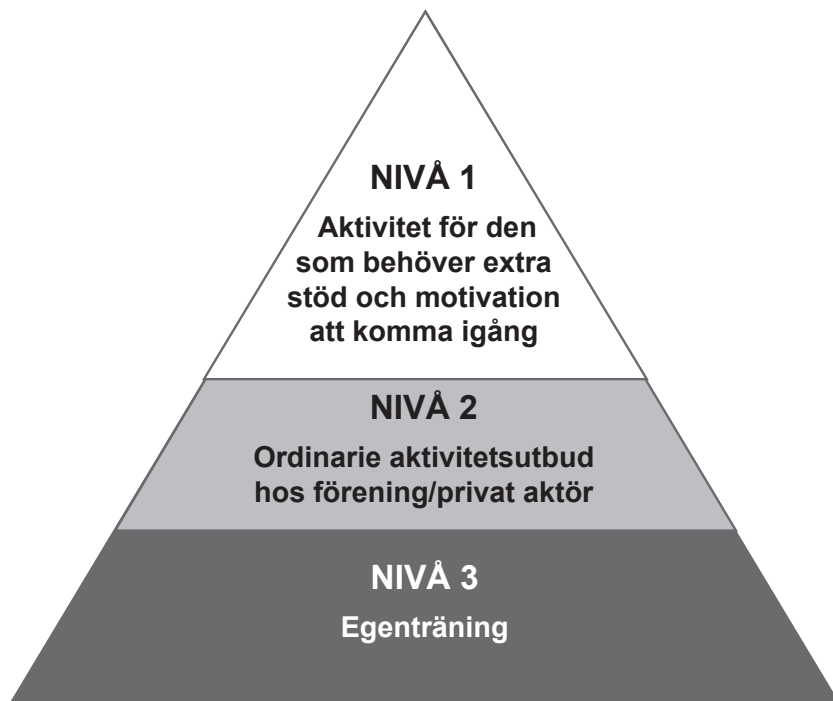 NIVÅ 1
Aktivitet för den
som behöver extra
stöd och motivation
att komma igång
NIVÅ 2
Ordinarie aktivitetsutbud
hos förening/privat aktör
NIVÅ 3
Egenträning